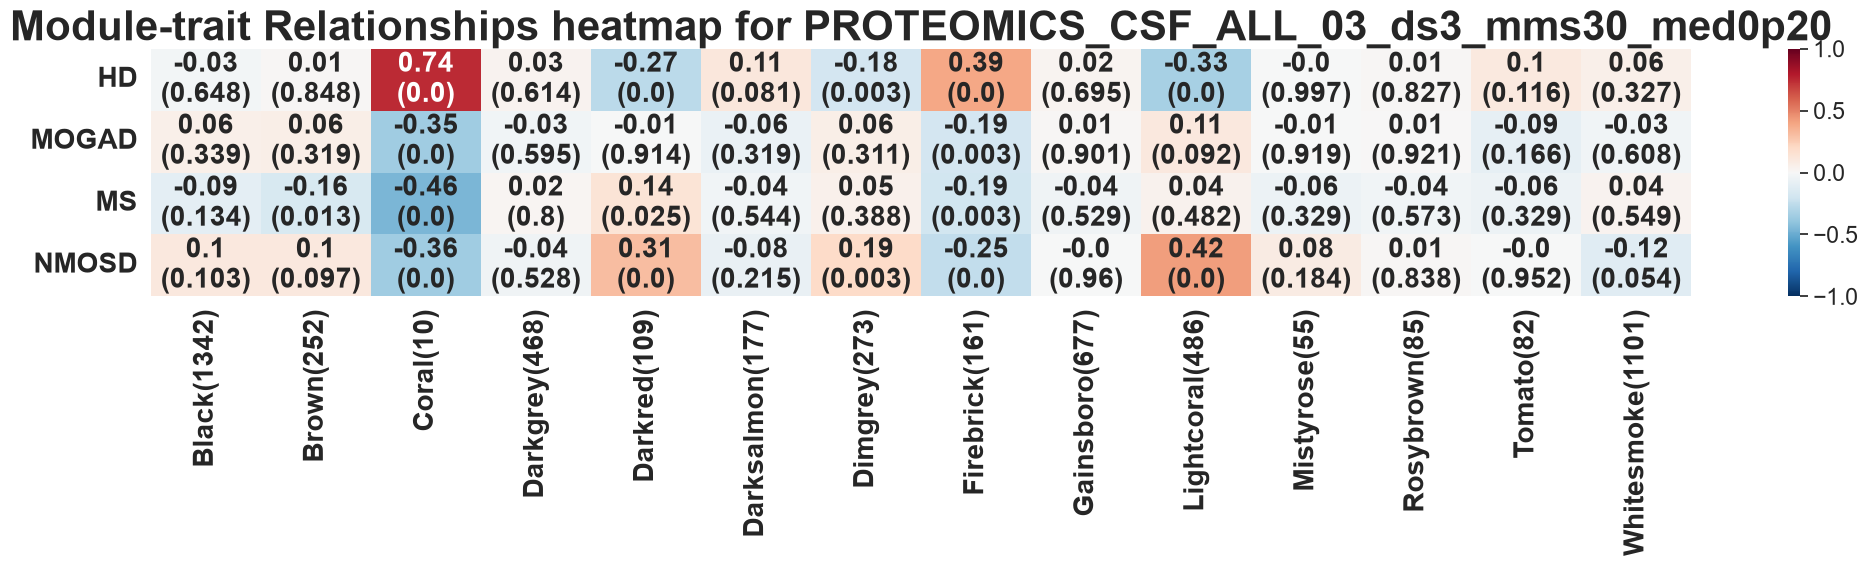 Module-trait Relationships heatmap for PROTEOMICS_CSF_ALL_03_ds3_mms30_med0p20
HD
-0.03 0.01 0.74 0.03 -0.27 0.11 -0.18 0.39 0.02 -0.33 -0.0 0.01 0.1 0.06
(0.648) (0.848) (0.0) (0.614) (0.0) (0.081) (0.003) (0.0) (0.695) (0.0) (0.997) (0.827) (0.116) (0.327)
MOGAD
0.06 0.06 -0.35 -0.03 -0.01 -0.06 0.06 -0.19 0.01 0.11 -0.01 0.01 -0.09 -0.03
(0.339) (0.319) (0.0) (0.595) (0.914) (0.319) (0.311) (0.003) (0.901) (0.092) (0.919) (0.921) (0.166) (0.608)
MS
-0.09 -0.16 -0.46 0.02 0.14 -0.04 0.05 -0.19 -0.04 0.04 -0.06 -0.04 -0.06 0.04
(0.134) (0.013) (0.0) (0.8) (0.025) (0.544) (0.388) (0.003) (0.529) (0.482) (0.329) (0.573) (0.329) (0.549)
NMOSD
0.1 0.1 -0.36 -0.04 0.31 -0.08 0.19 -0.25 -0.0 0.42 0.08 0.01 -0.0 -0.12
(0.103) (0.097) (0.0) (0.528) (0.0) (0.215) (0.003) (0.0) (0.96) (0.0) (0.184) (0.838) (0.952) (0.054)
Black(1342)
Brown(252)
Coral(10)
Darkgrey(468)
Darkred(109)
Darksalmon(177)
Dimgrey(273)
Firebrick(161)
Gainsboro(677)
Lightcoral(486)
Mistyrose(55)
Rosybrown(85)
Tomato(82)
Whitesmoke(1101)
1.0
0.5
0.0
−0.5
−1.0